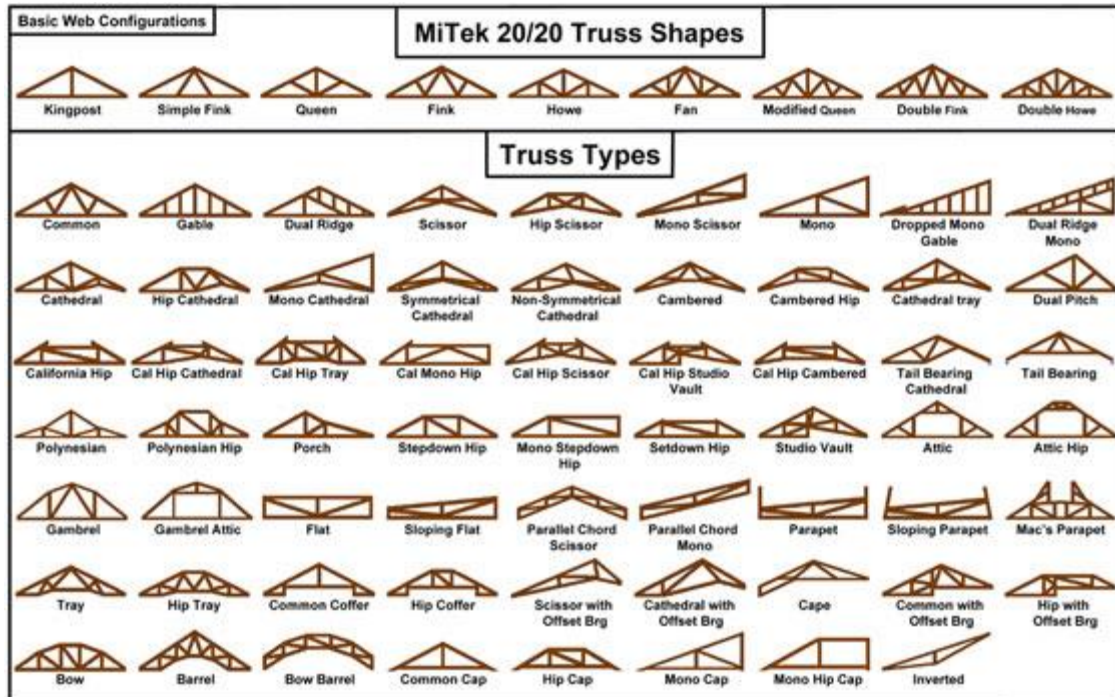 Basic Web Configurations
MiTek 20/20 Truss Shapes
Kingpost
Simple Fink
Queen
Fink
Howe
Fan
Modified Queen
Double Fink
Double Howe
Truss Types
Common
Gable
Dual Ridge
Scissor
Hip Scissor
Mono Scissor
Mono
Dropped Mono
Gable
Dual Ridge
Mono
Cathedral
Hip Cathedral
Mono Cathedral
Symmetrical
Cathedral
Non-Symmetrical
Cathedral
Cambered
Cambered Hip
Cathedral tray
Dual Pitch
California Hip
Cal Hip Cathedral
Cal Hip Tray
Cal Mono Hip
Cal Hip Scissor
Cal Hip Studio
Vault
Cal Hip Cambered
Tail Bearing
Cathedral
Tail Bearing
Polynesian
Polynesian Hip
Porch
Stepdown Hip
Mono Stepdown
Hip
Setdown Hip
Studio Vault
Attic
Attic Hip
Gambrel
Gambrel Attic
Flat
Sloping Flat
Parallel Chord
Scissor
Parallel Chord
Mono
Parapet
Sloping Parapet
Mac's Parapet
Tray
Hip Tray
Common Coffer
Hip Coffer
Scissor with
Offset Brg
Cathedral with
Offset Brg
Cape
Common with
Offset Brg
Hip with
Offset Brg
Bow
Barrel
Bow Barrel
Common Cap
Hip Cap
Mono Cap
Mono Hip Cap
Inverted